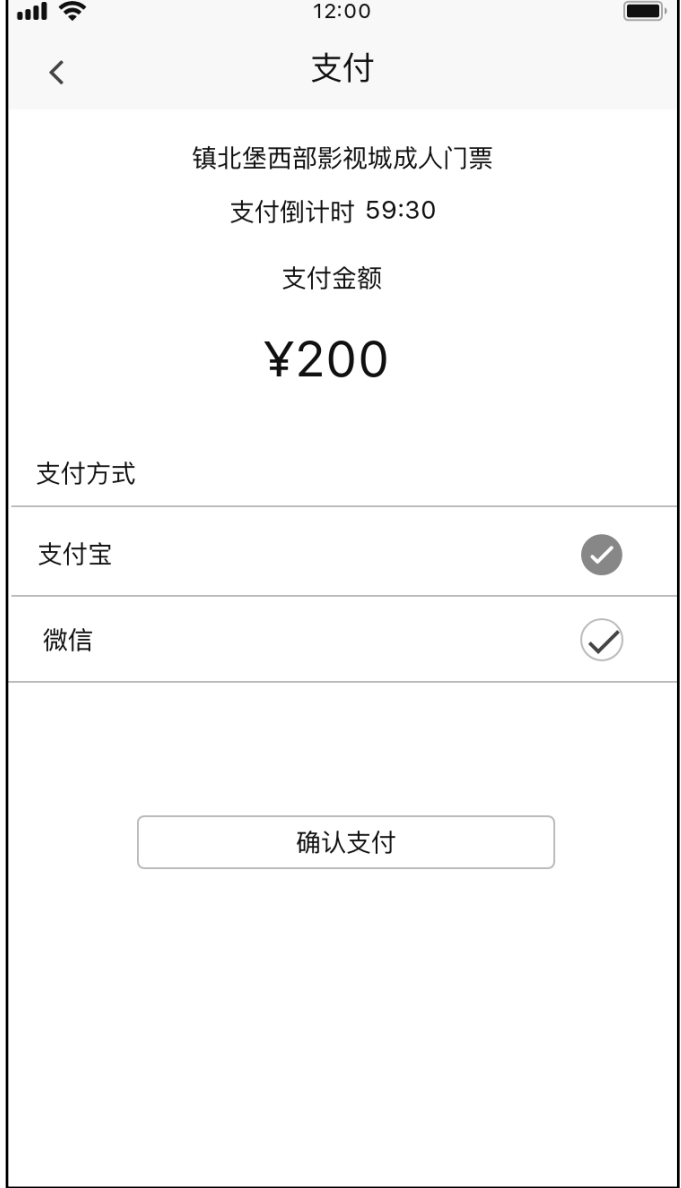 12:00
支付
镇北堡西部影视城成人门票
支付倒计时 59:30
支付金额
¥200
支付方式
支付宝
微信
确认支付